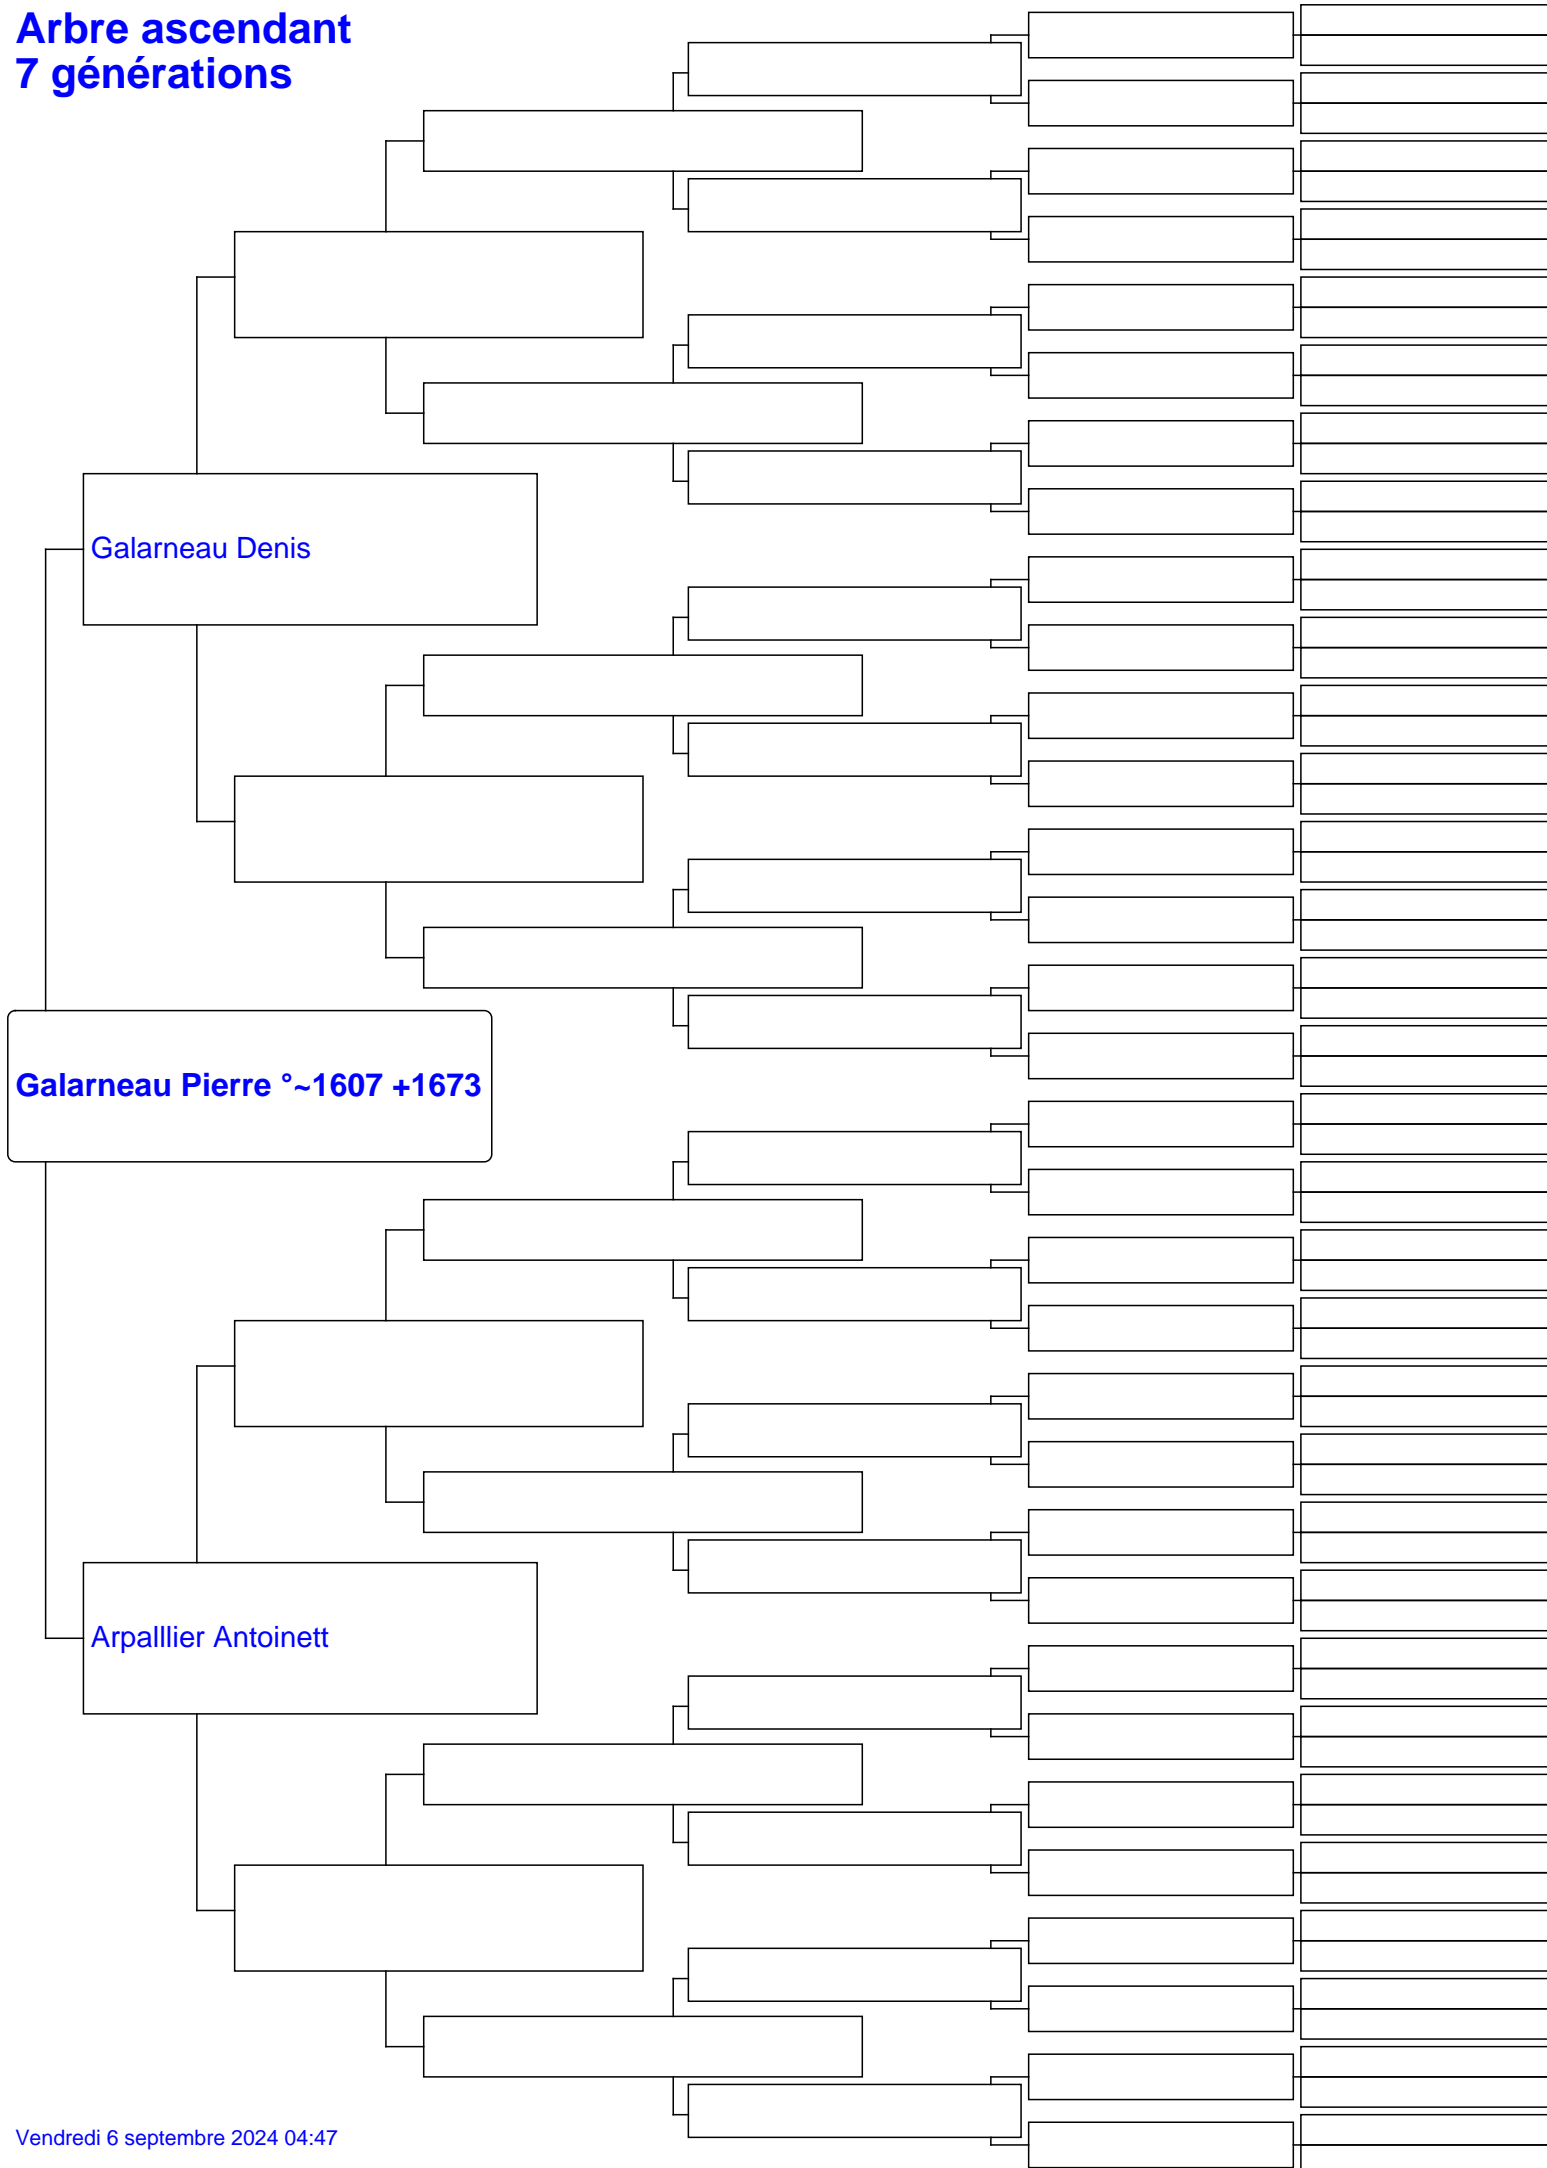 Arbre ascendant
7 générations
Galarneau Denis
Galarneau Pierre °~1607 +1673
Arpalllier Antoinett
Vendredi 6 septembre 2024 04:47